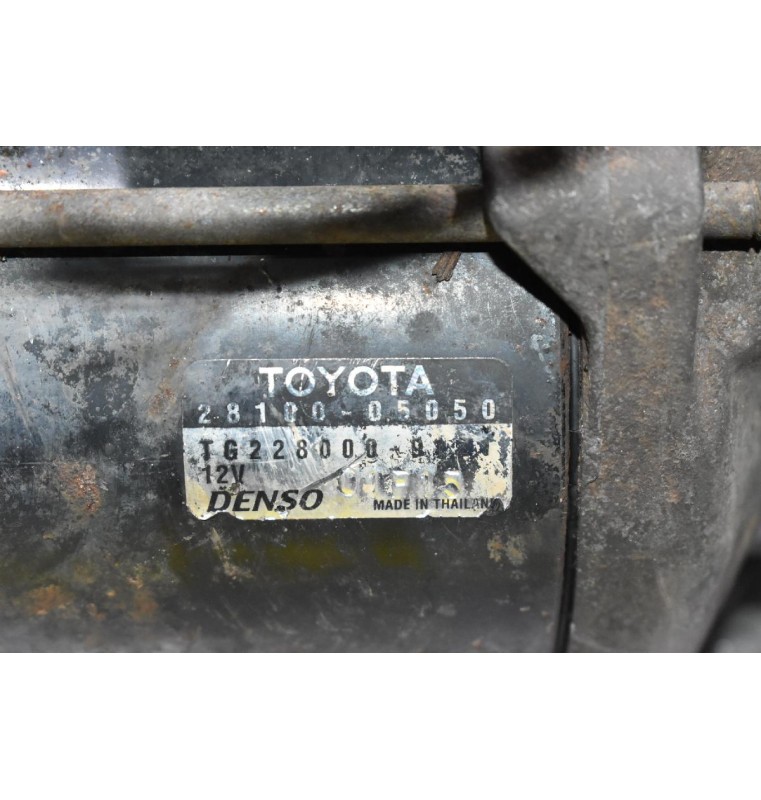 TOYOTA
28100-05050
TG228000
12V
DENSO MADE IN THAILAND